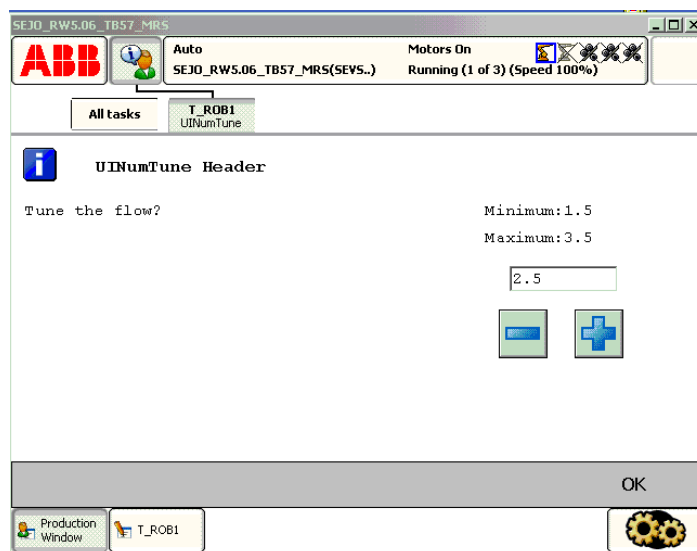 SEJO_RW5.06_TB57_MRS
ABB
Auto
SEJO_RW5.06_TB57_MRS(SEVS..)
Motors On
Running (1 of 3) (Speed 100%)
All tasks
T_ROB1
UINumTune
i
UINumTune Header
Tune the flow?
Minimum:1.5
Maximum:3.5
2.5
OK
Production
Window
T_ROB1